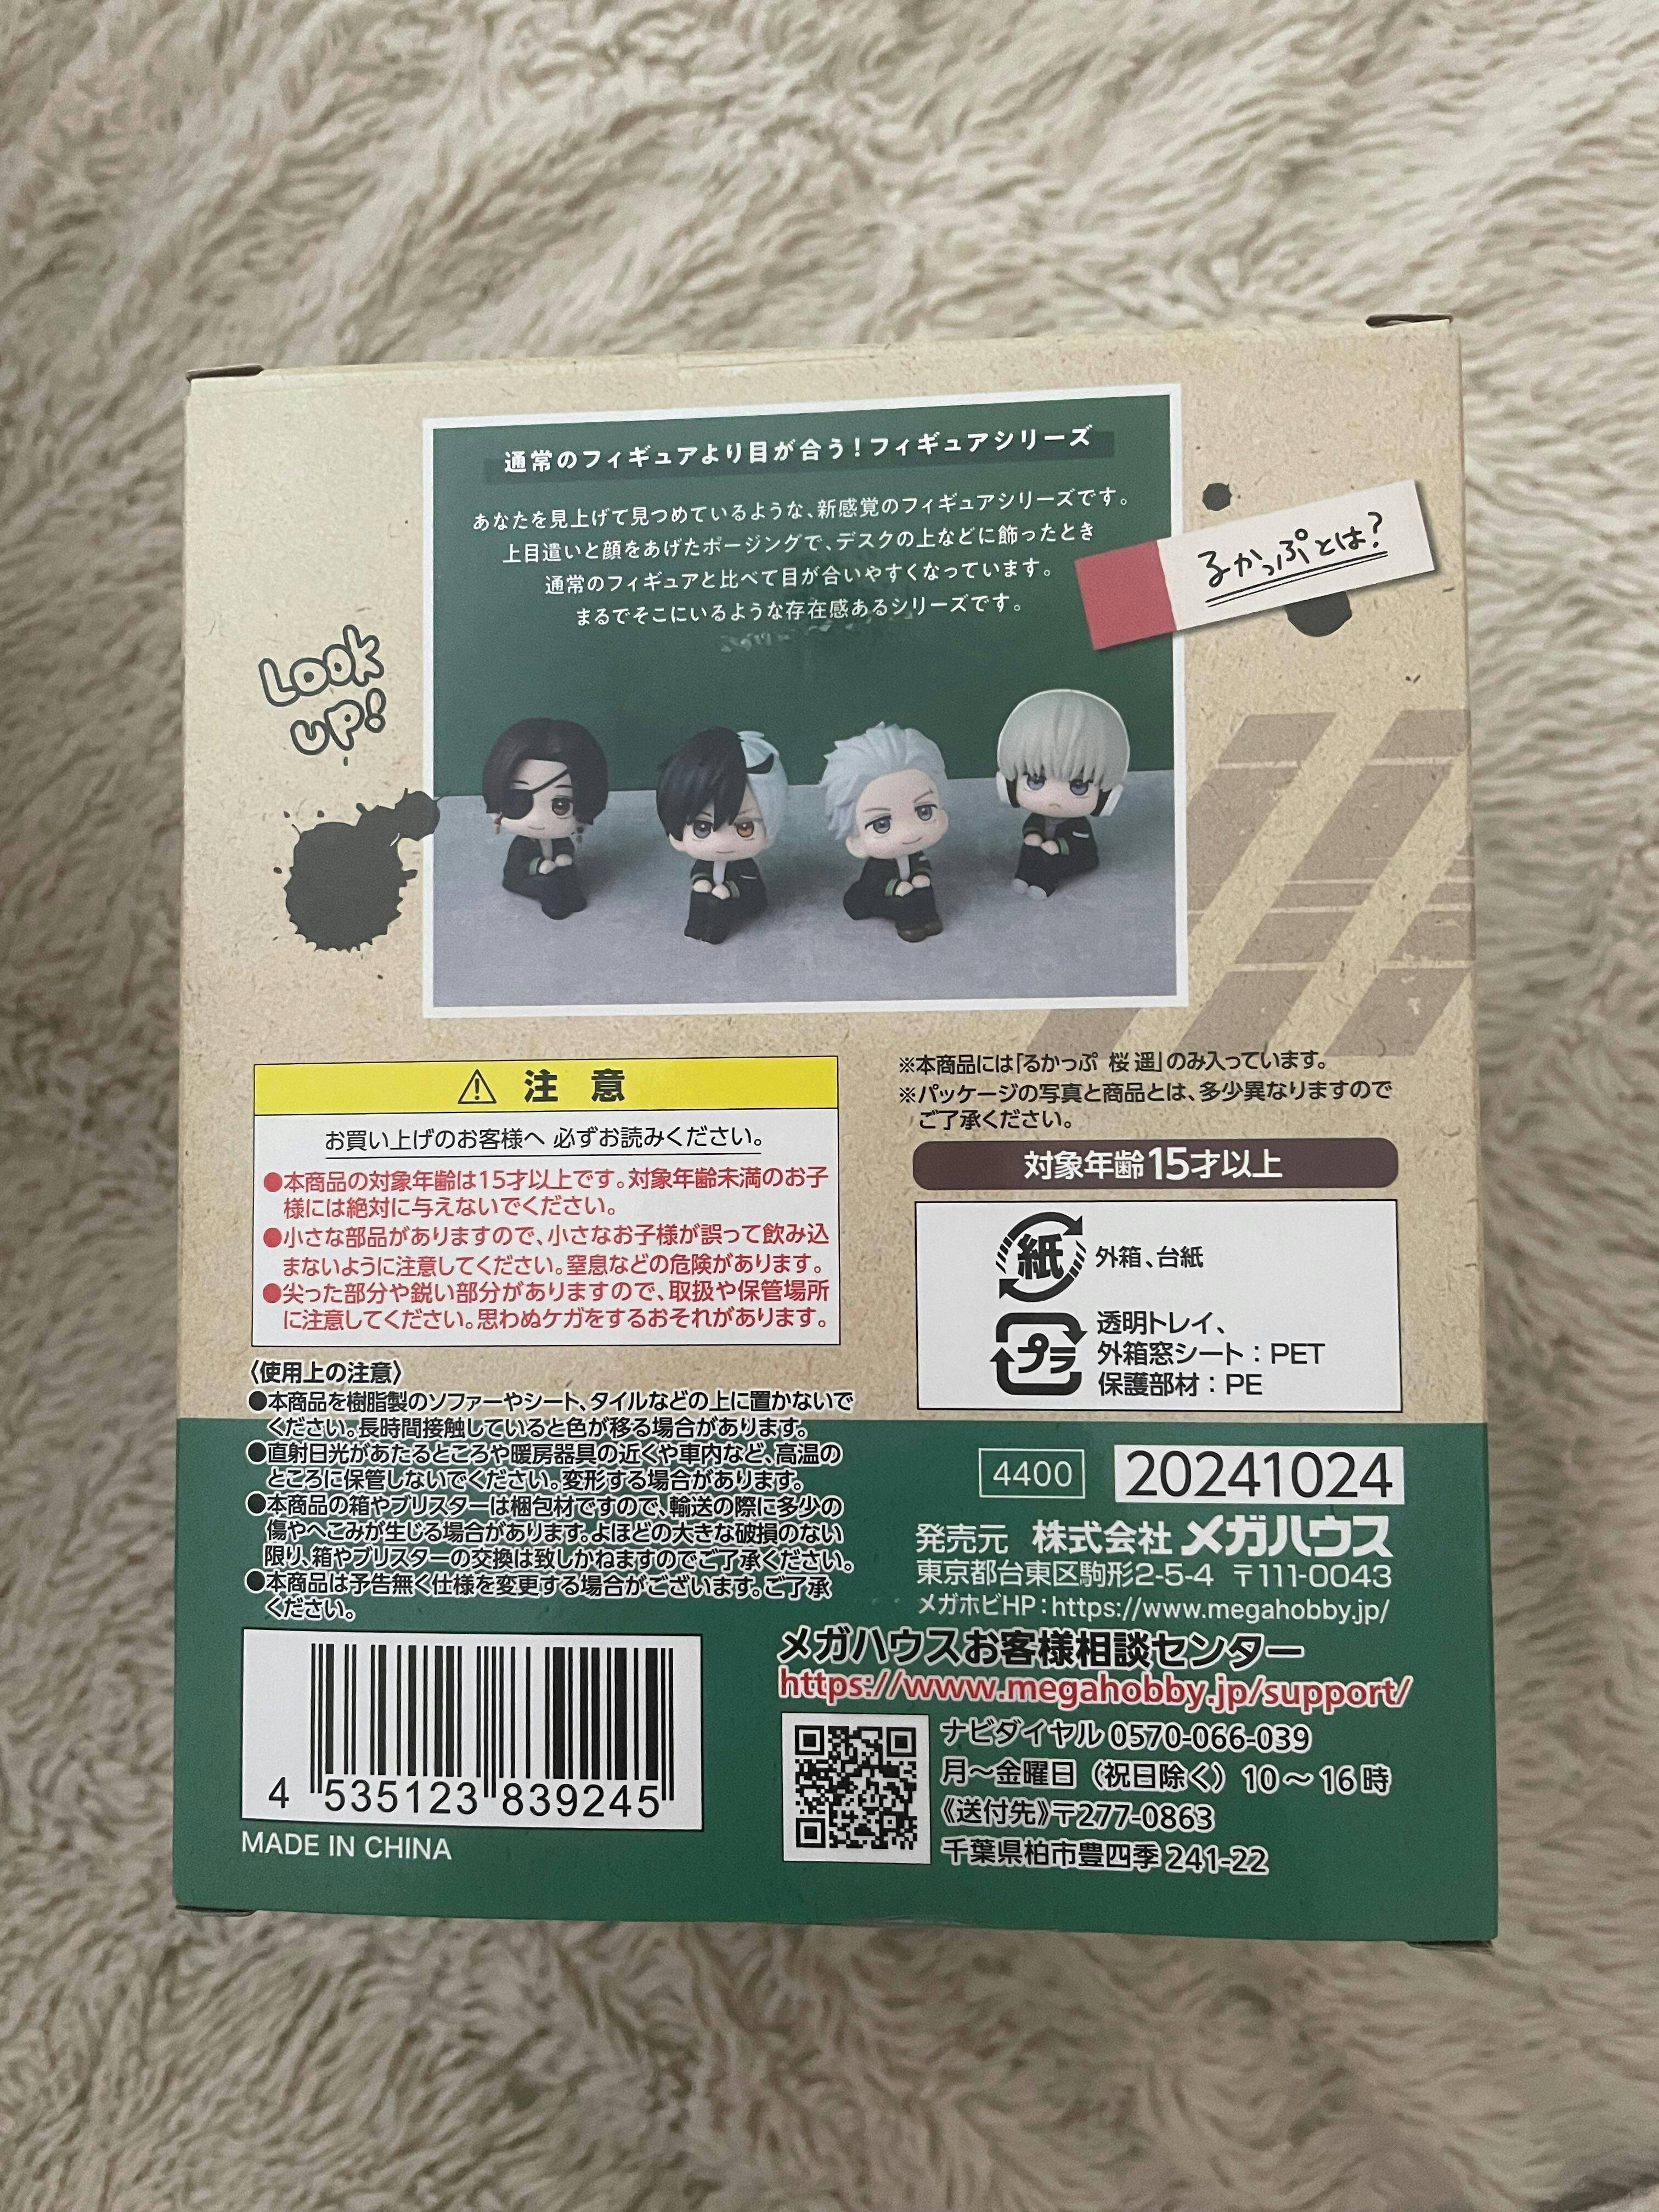 通常のフィギュアより目が合う!フィギュアシリーズ
あなたを見上げて見つめているような、新感覚のフィギュアシリーズです。
上目遣いと顔をあげたポージングで、デスクの上などに飾ったとき
通常のフィギュアと比べて目が合いやすくなっています。
まるでそこにいるような存在感あるシリーズです。
るかっぷとは?
Look
up!
注意
お買い上げのお客様へ 必ずお読みください。
●本商品の対象年齢は15才以上です。対象年齢未満のお子
様には絶対に与えないでください。
●小さな部品がありますので、小さなお子様が誤って飲み込
まないように注意してください。窒息などの危険があります。
●尖った部分や鋭い部分がありますので、取扱や保管場所
に注意してください。思わぬケガをするおそれがあります。
〈使用上の注意〉
●本商品を樹脂製のソファーやシート、タイルなどの上に置かないで
ください。長時間接触していると色が移る場合があります。
●直射日光があたるところや暖房器具の近くや車内など、高温の
ところに保管しないでください。変形する場合があります。
●本商品の箱やブリスターは梱包材ですので、輸送の際に多少の
傷やへこみが生じる場合があります。よほどの大きな破損のない
限り、箱やブリスターの交換は致しかねますのでご了承ください。
●本商品は予告無く仕様を変更する場合がございます。ご了承
ください。
4 535123 839245
MADE IN CHINA
※本商品には「るかっぷ 桜 遥」のみ入っています。
※パッケージの写真と商品とは、多少異なりますので
ご了承ください。
対象年齢15才以上
紙 外箱、台紙
プラ 透明トレイ、
外箱窓シート:PET
保護部材:PE
4400 20241024
発売元 株式会社メガハウス
東京都台東区駒形2-5-4 〒111-0043
メガホビHP:https://www.megahobby.jp/
メガハウスお客様相談センター
https://www.megahobby.jp/support/
ナビダイヤル 0570-066-039
月〜金曜日(祝日除く)10〜16時
《送付先》〒277-0863
千葉県柏市豊四季 241-22